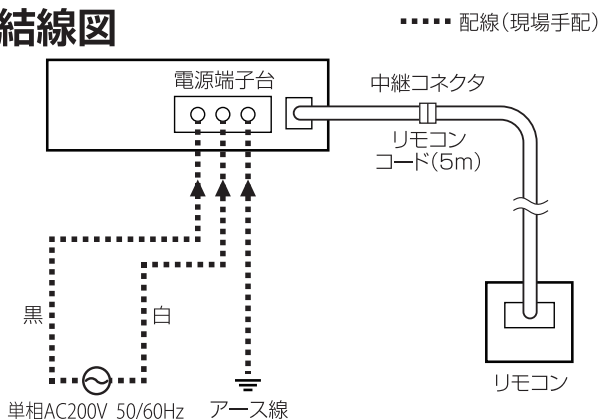 結線図
配線(現場手配)
電源端子台
中継コネクタ
リモコン
コード(5m)
黒
白
リモコン
単相AC200V 50/60Hz
アース線